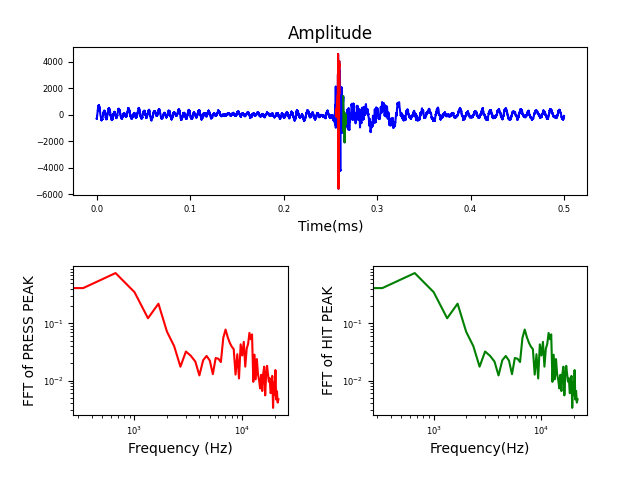 Amplitude
4000
2000
0
−2000
−4000
−6000
0.0 0.1 0.2 0.3 0.4 0.5
Time(ms)
FFT of PRESS PEAK
10⁻¹
10⁻²
10³ 10⁴
Frequency (Hz)
FFT of HIT PEAK
10⁻¹
10⁻²
10³ 10⁴
Frequency(Hz)